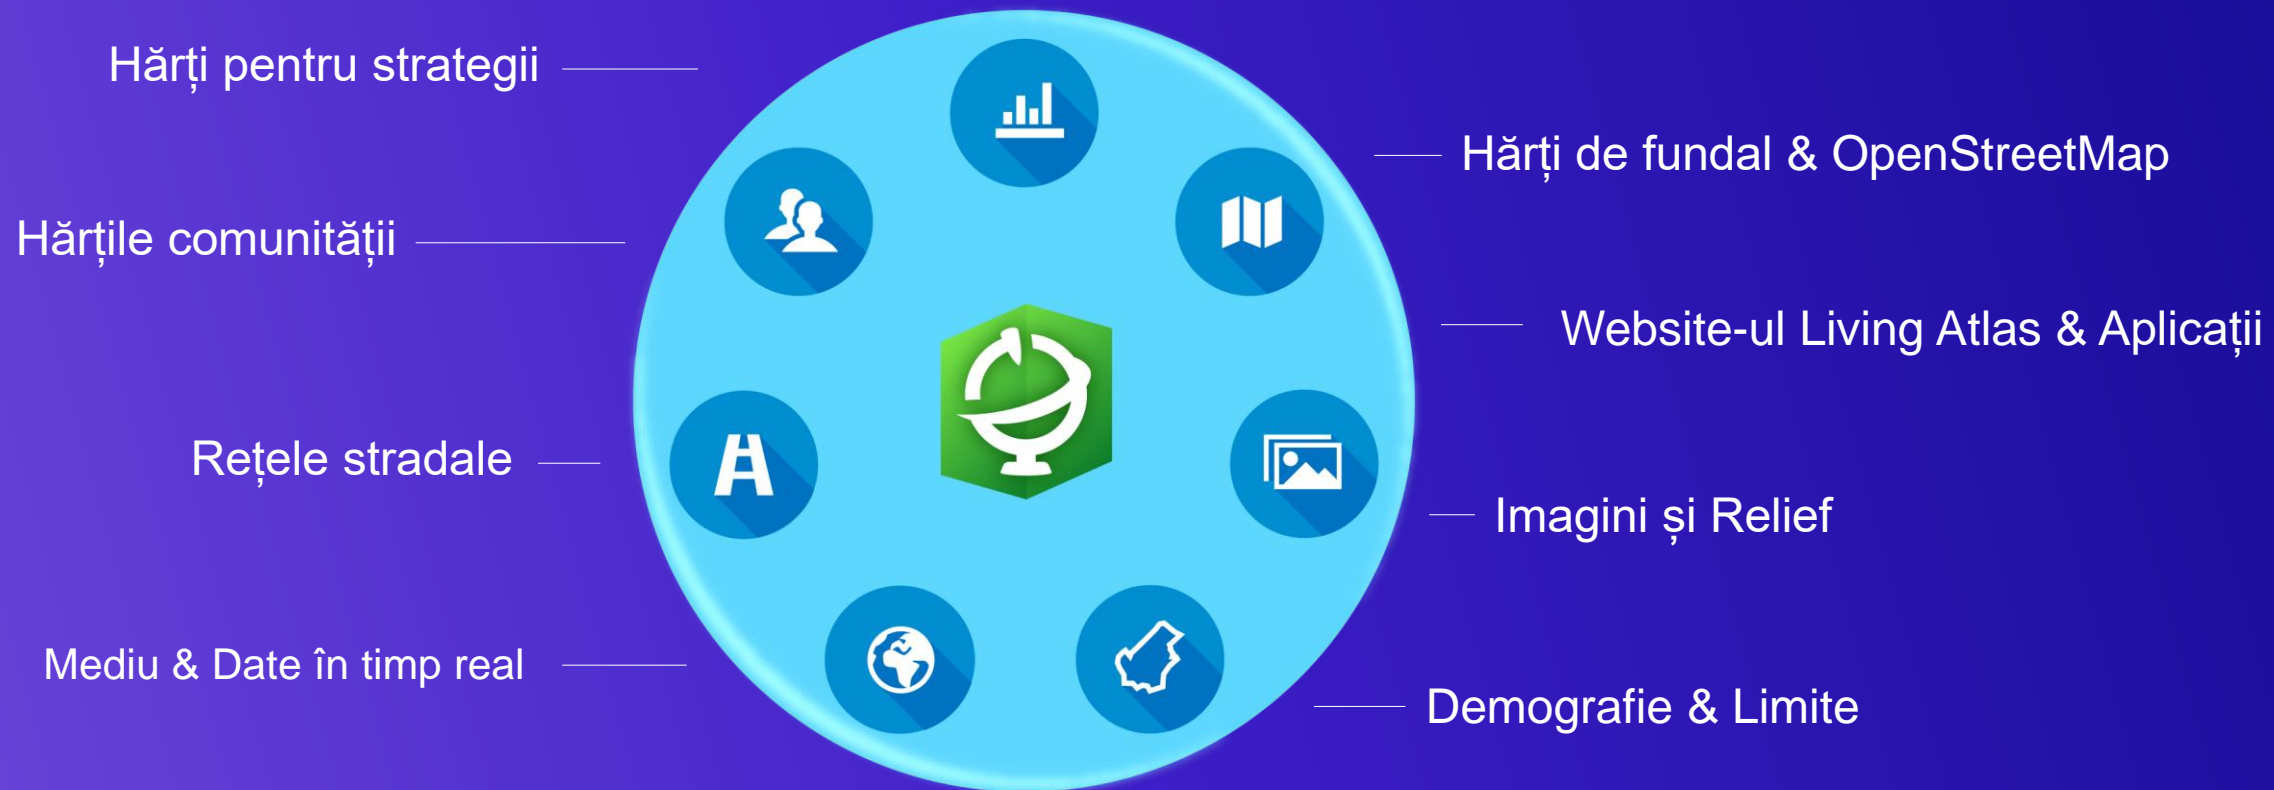 Hărți pentru strategii
Hărți de fundal & OpenStreetMap
Hărțile comunității
Website-ul Living Atlas & Aplicații
Rețele stradale
Imagini și Relief
Mediu & Date în timp real
Demografie & Limite